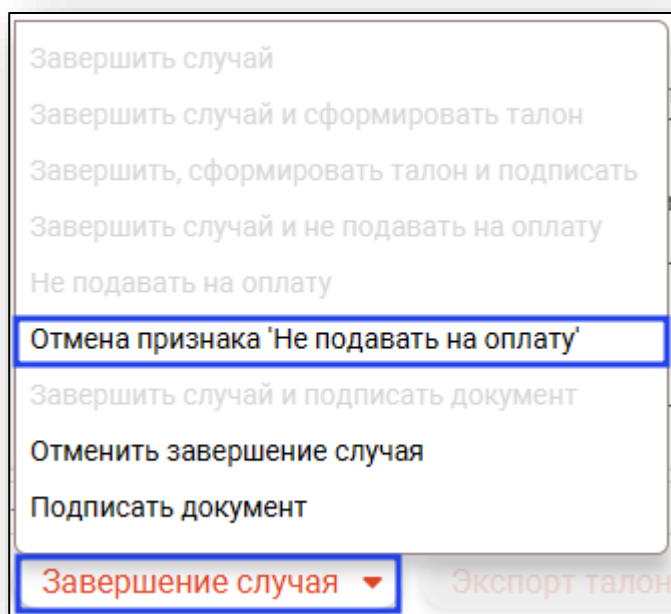 Завершить случай
Завершить случай и сформировать талон
Завершить, сформировать талон и подписать
Завершить случай и не подавать на оплату
Не подавать на оплату
Отмена признака 'Не подавать на оплату'
Завершить случай и подписать документ
Отменить завершение случая
Подписать документ
Завершение случая
Экспорт талон